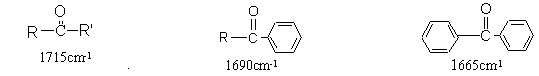 O
R—C—R'
1715cm-1
.
O
R—C
1690cm-1
O
C
1665cm-1